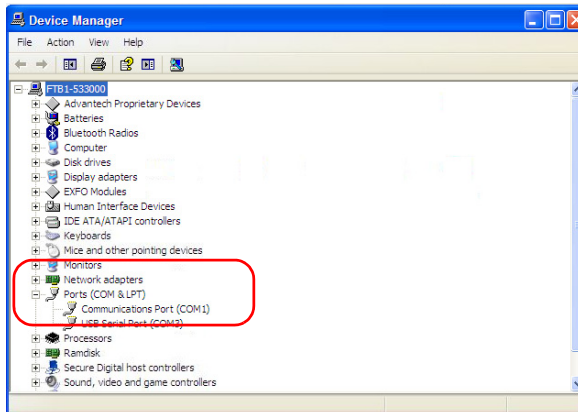 Device Manager
File Action View Help
FTB1-533000
Advantech Proprietary Devices
Batteries
Bluetooth Radios
Computer
Disk drives
Display adapters
EXFO Modules
Human Interface Devices
IDE ATA/ATAPI controllers
Keyboards
Mice and other pointing devices
Monitors
Network adapters
Ports (COM & LPT)
Communications Port (COM1)
USB Serial Port (COM3)
Processors
Ramdisk
Secure Digital host controllers
Sound, video and game controllers